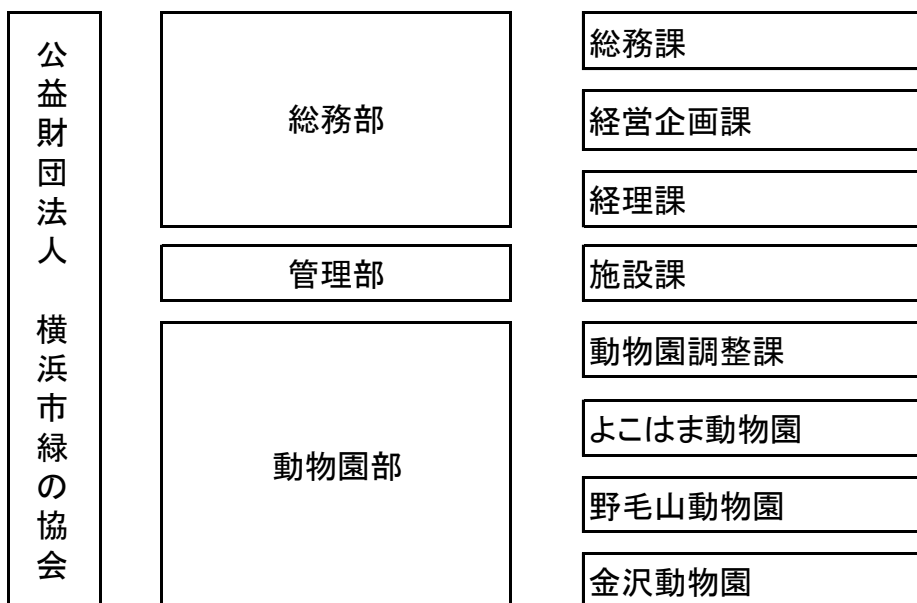 公益財団法人　横浜市緑の協会
総務部
総務課
経営企画課
経理課
管理部
施設課
動物園部
動物園調整課
よこはま動物園
野毛山動物園
金沢動物園